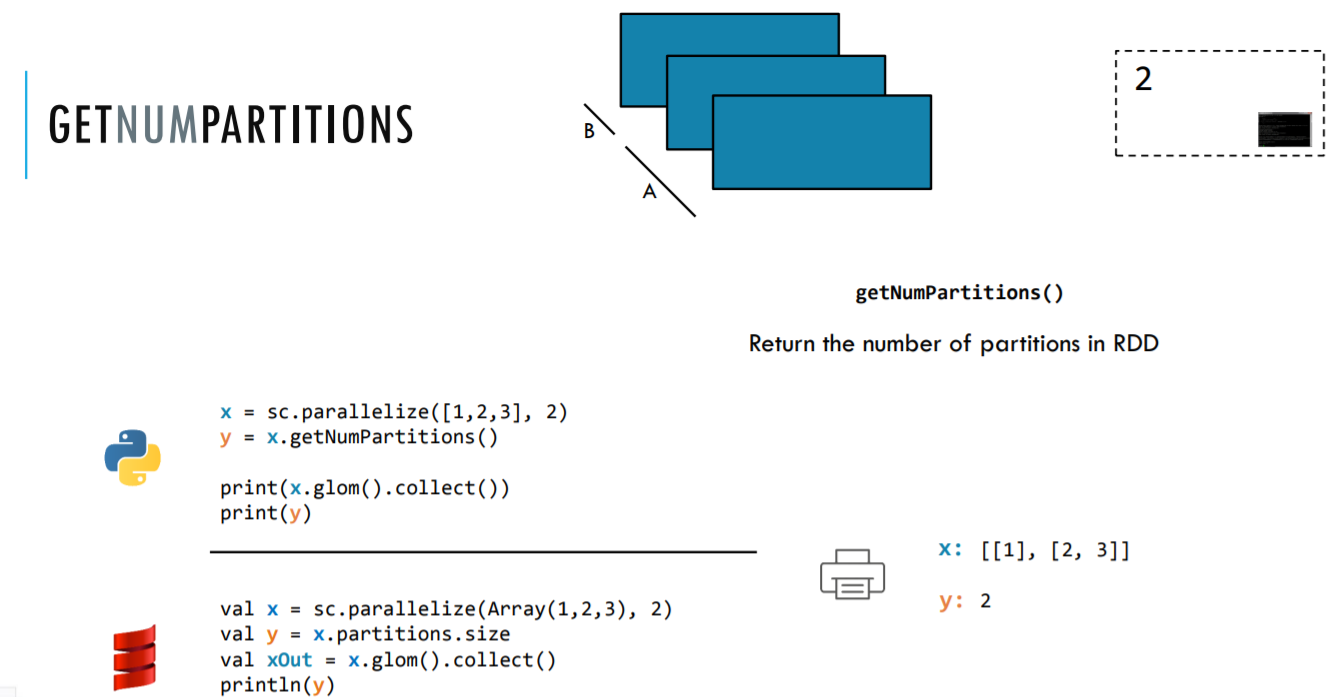 GETNUMPARTITIONS
B
A
2
getNumPartitions()
Return the number of partitions in RDD
x = sc.parallelize([1,2,3], 2)
y = x.getNumPartitions()
print(x.glom().collect())
print(y)
x: [[1], [2, 3]]
y: 2
val x = sc.parallelize(Array(1,2,3), 2)
val y = x.partitions.size
val xOut = x.glom().collect()
println(y)